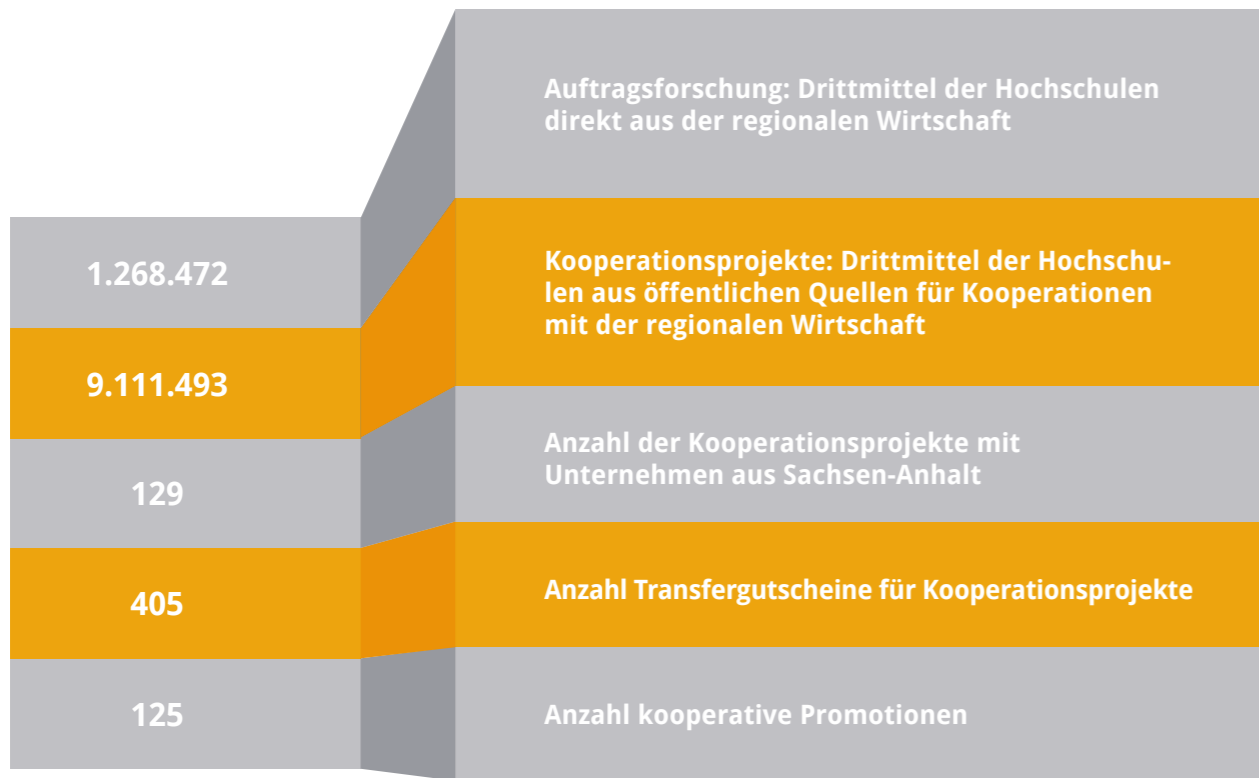 1.268.472
Auftragsforschung: Drittmittel der Hochschulen
direkt aus der regionalen Wirtschaft
9.111.493
Kooperationsprojekte: Drittmittel der Hochschu-
len aus öffentlichen Quellen für Kooperationen
mit der regionalen Wirtschaft
129
Anzahl der Kooperationsprojekte mit
Unternehmen aus Sachsen-Anhalt
405
Anzahl Transfergutscheine für Kooperationsprojekte
125
Anzahl kooperative Promotionen